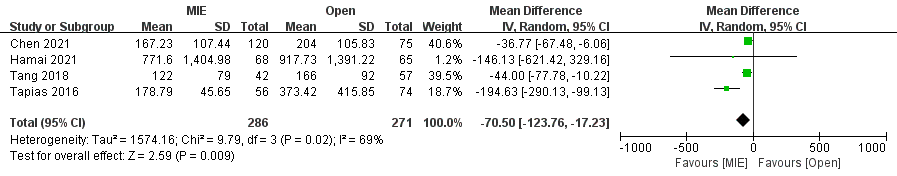 MIE Open Mean Difference Mean Difference
Study or Subgroup Mean SD Total Mean SD Total Weight IV, Random, 95% CI IV, Random, 95% CI
Chen 2021 167.23 107.44 120 204 105.83 75 40.6% -36.77 (-67.48, -6.06)
Hamai 2021 771.6 1,404.98 68 917.73 1,391.22 65 1.2% -146.13 (-621.42, 329.16)
Tang 2018 122 79 42 166 92 57 39.5% -44.00 (-77.78, -10.22)
Tapias 2016 178.79 45.65 56 373.42 415.85 74 18.7% -194.63 (-290.13, -99.13)
Total (95% CI) 286 271 100.0% -70.50 (-123.76, -17.23)
Heterogeneity: Tau² = 1574.16; Chi² = 9.79, df = 3 (P = 0.02); I² = 69%
Test for overall effect: Z = 2.59 (P = 0.009)
-1000 -500 0 500 1000
Favours [MIE] Favours [Open]